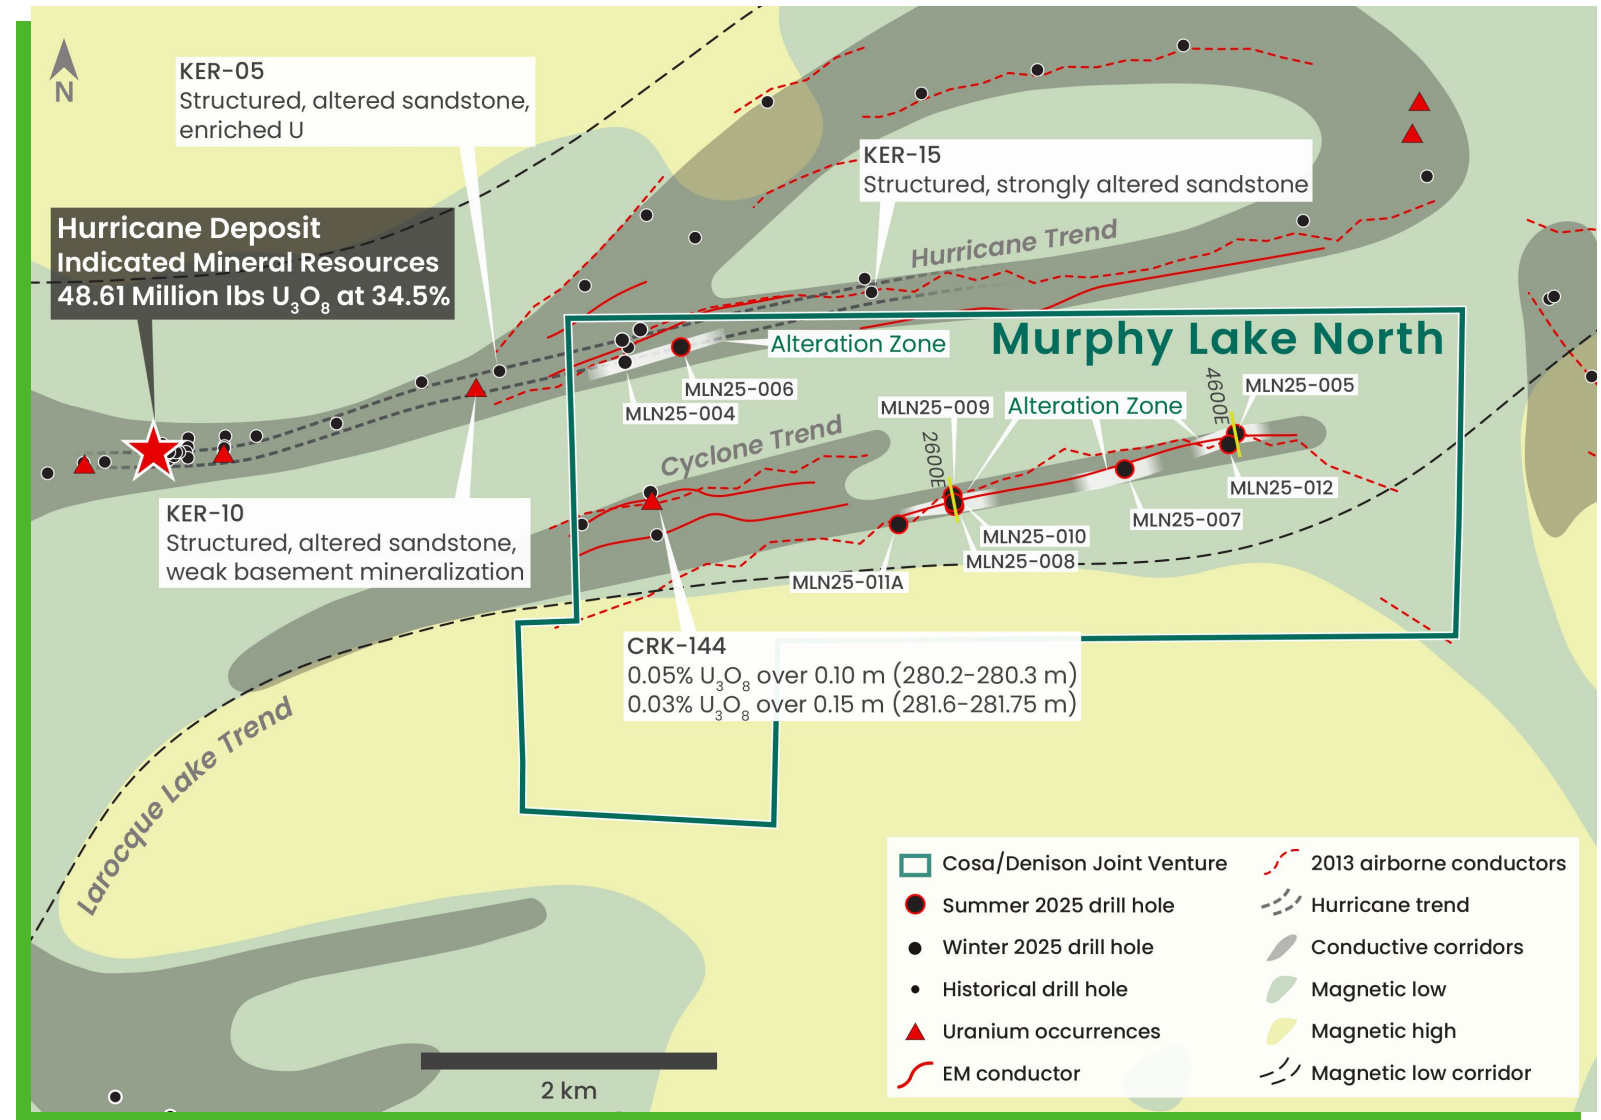 N
KER-05
Structured, altered sandstone,
enriched U
KER-15
Structured, strongly altered sandstone
Hurricane Deposit
Indicated Mineral Resources
48.61 Million lbs U₃O₈ at 34.5%
Hurricane Trend
Murphy Lake North
Alteration Zone
MLN25-006
MLN25-004
4600E
MLN25-005
MLN25-009
Alteration Zone
Cyclone Trend
2600E
MLN25-012
MLN25-007
MLN25-010
MLN25-008
MLN25-011A
KER-10
Structured, altered sandstone,
weak basement mineralization
CRK-144
0.05% U₃O₈ over 0.10 m (280.2-280.3 m)
0.03% U₃O₈ over 0.15 m (281.6-281.75 m)
Larocque Lake Trend
2 km
Cosa/Denison Joint Venture
Summer 2025 drill hole
Winter 2025 drill hole
Historical drill hole
Uranium occurrences
EM conductor
2013 airborne conductors
Hurricane trend
Conductive corridors
Magnetic low
Magnetic high
Magnetic low corridor